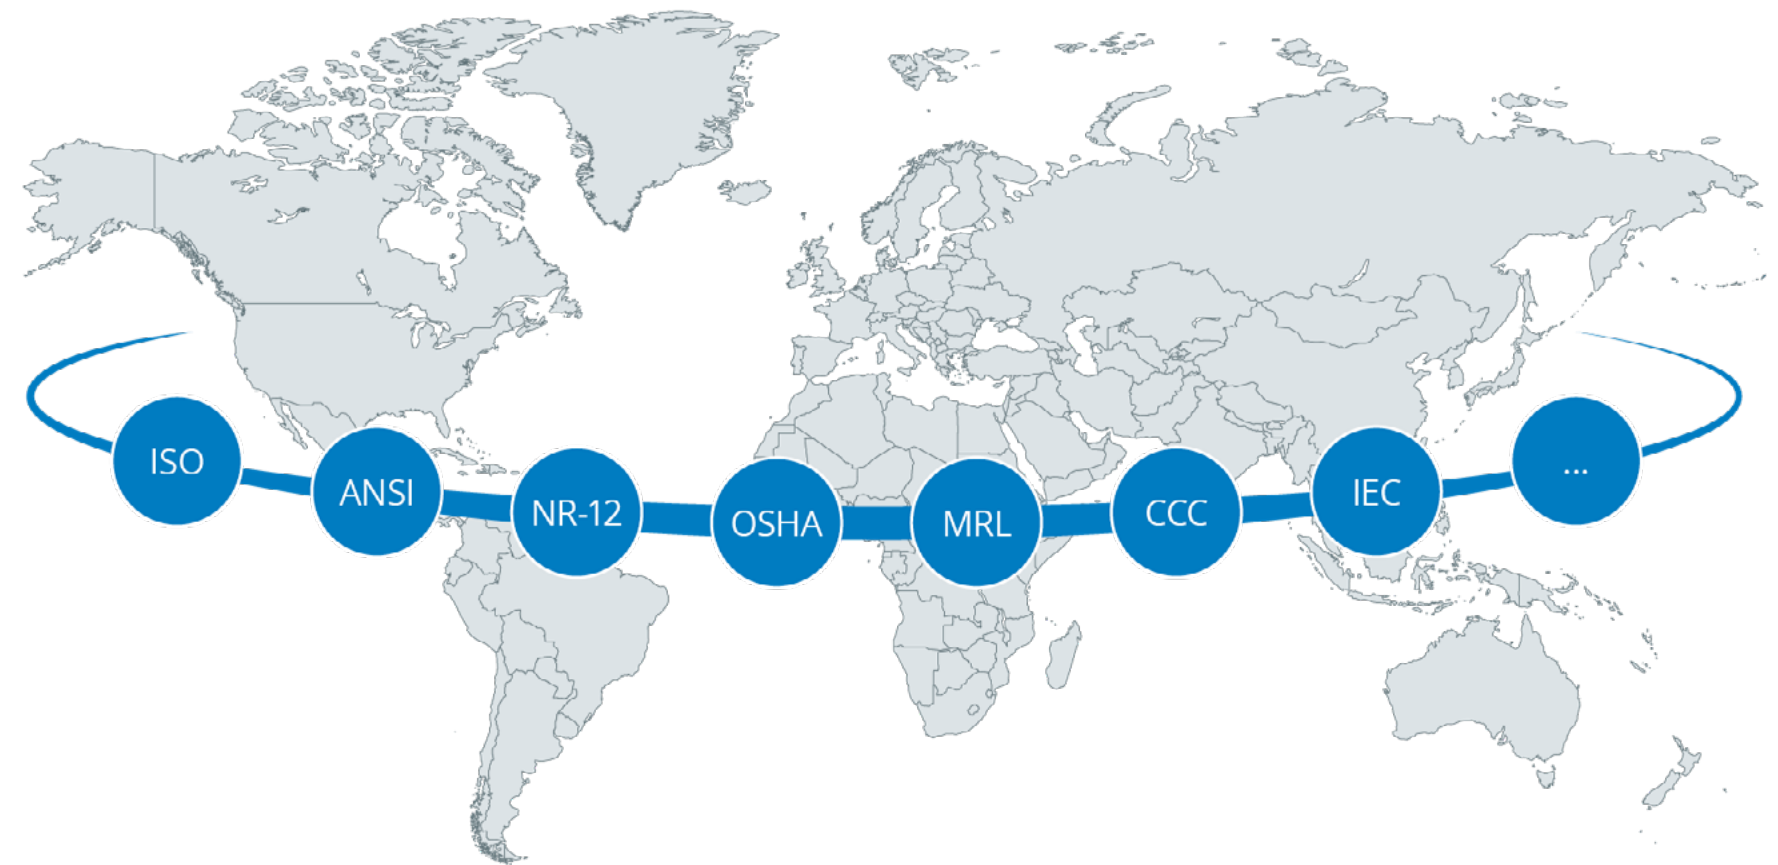 ISO
ANSI
NR-12
OSHA
MRL
CCC
IEC
...